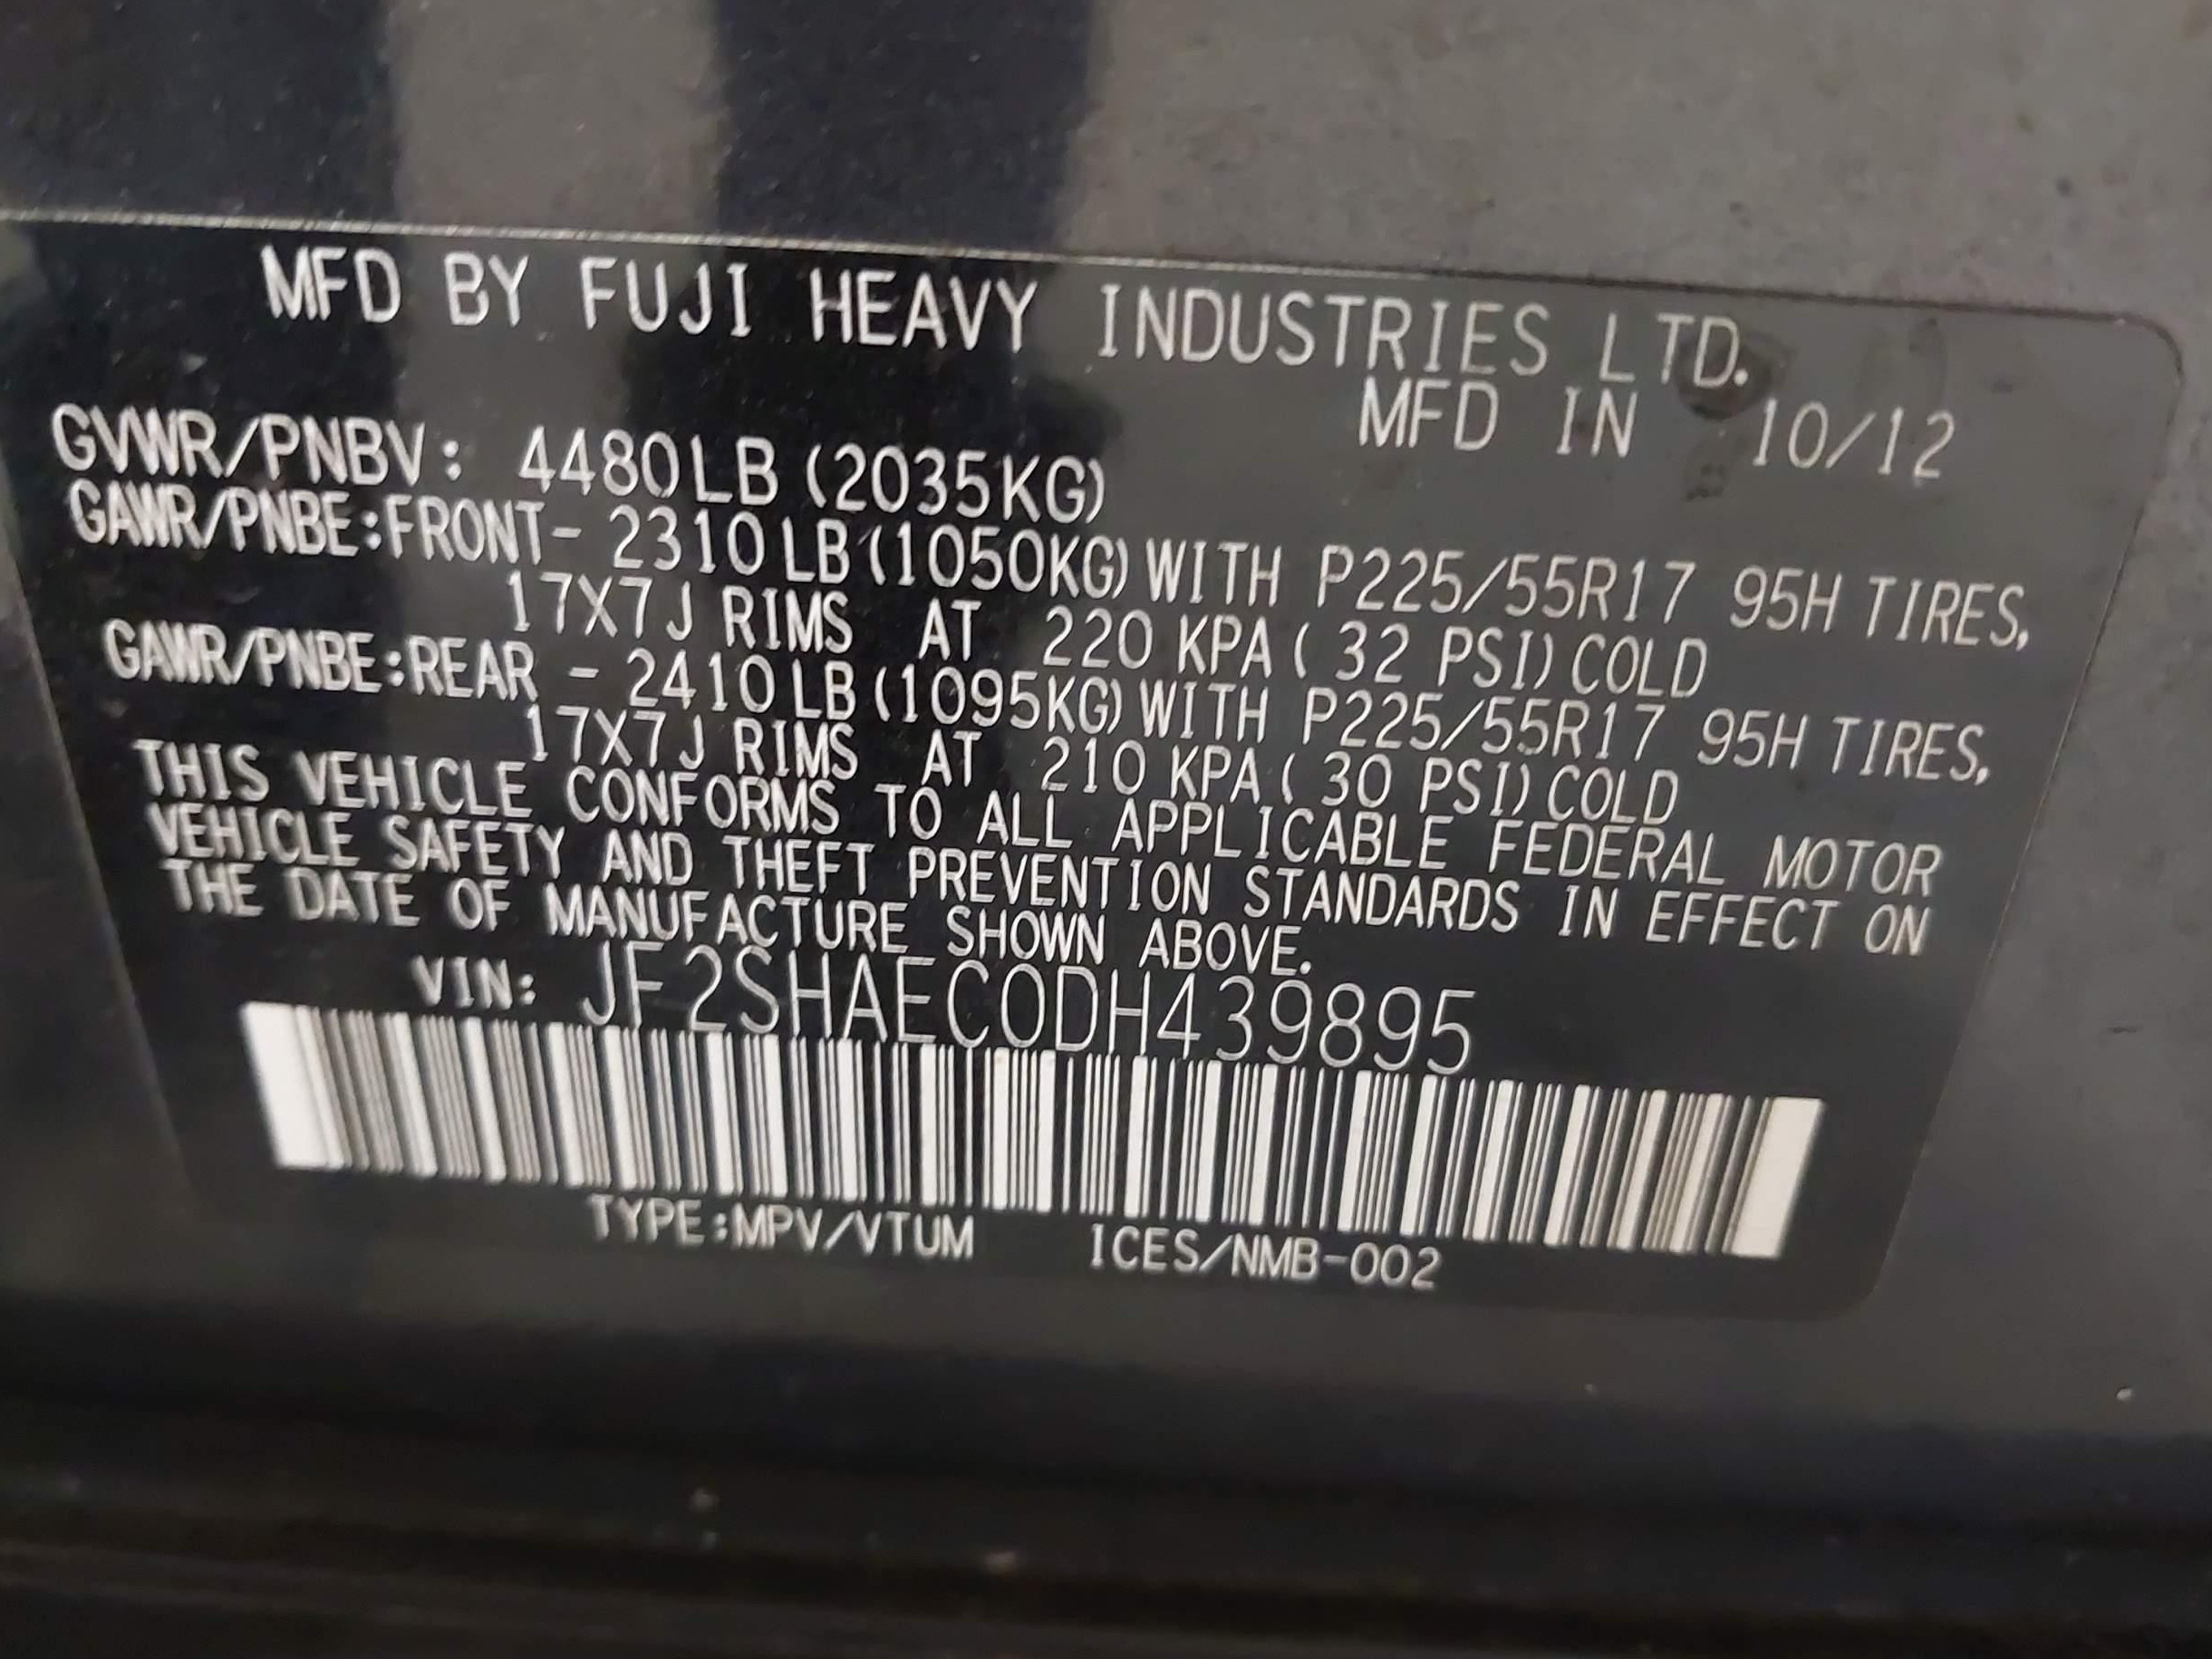 MFD BY FUJI HEAVY INDUSTRIES LTD.
MFD IN 10/12
GVWR/PNBV: 4480LB (2035KG)
GAWR/PNBE:FRONT- 2310LB(1050KG)WITH P225/55R17 95H TIRES,
17X7J RIMS AT 220 KPA( 32 PSI)COLD
GAWR/PNBE:REAR - 2410LB(1095KG)WITH P225/55R17 95H TIRES,
17X7J RIMS AT 210 KPA( 30 PSI)COLD
THIS VEHICLE CONFORMS TO ALL APPLICABLE FEDERAL MOTOR
VEHICLE SAFETY AND THEFT PREVENTION STANDARDS IN EFFECT ON
THE DATE OF MANUFACTURE SHOWN ABOVE.
VIN: JF2SHAEC0DH439895
TYPE:MPV/VTUM ICES/NMB-002